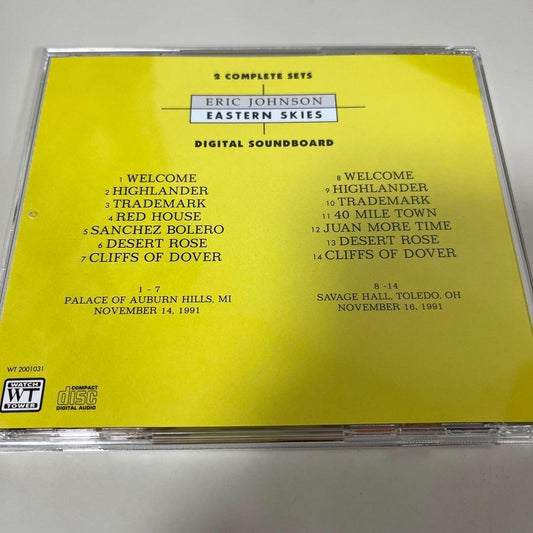 2 COMPLETE SETS
ERIC JOHNSON
EASTERN SKIES
DIGITAL SOUNDBOARD
1 WELCOME
2 HIGHLANDER
3 TRADEMARK
4 RED HOUSE
5 SANCHEZ BOLERO
6 DESERT ROSE
7 CLIFFS OF DOVER
1 - 7
PALACE OF AUBURN HILLS, MI
NOVEMBER 14, 1991
8 WELCOME
9 HIGHLANDER
10 TRADEMARK
11 40 MILE TOWN
12 JUAN MORE TIME
13 DESERT ROSE
14 CLIFFS OF DOVER
8 -14
SAVAGE HALL, TOLEDO, OH
NOVEMBER 16, 1991
WT 2001031
WATCH
WT
TOWER
COMPACT
disc
DIGITAL AUDIO